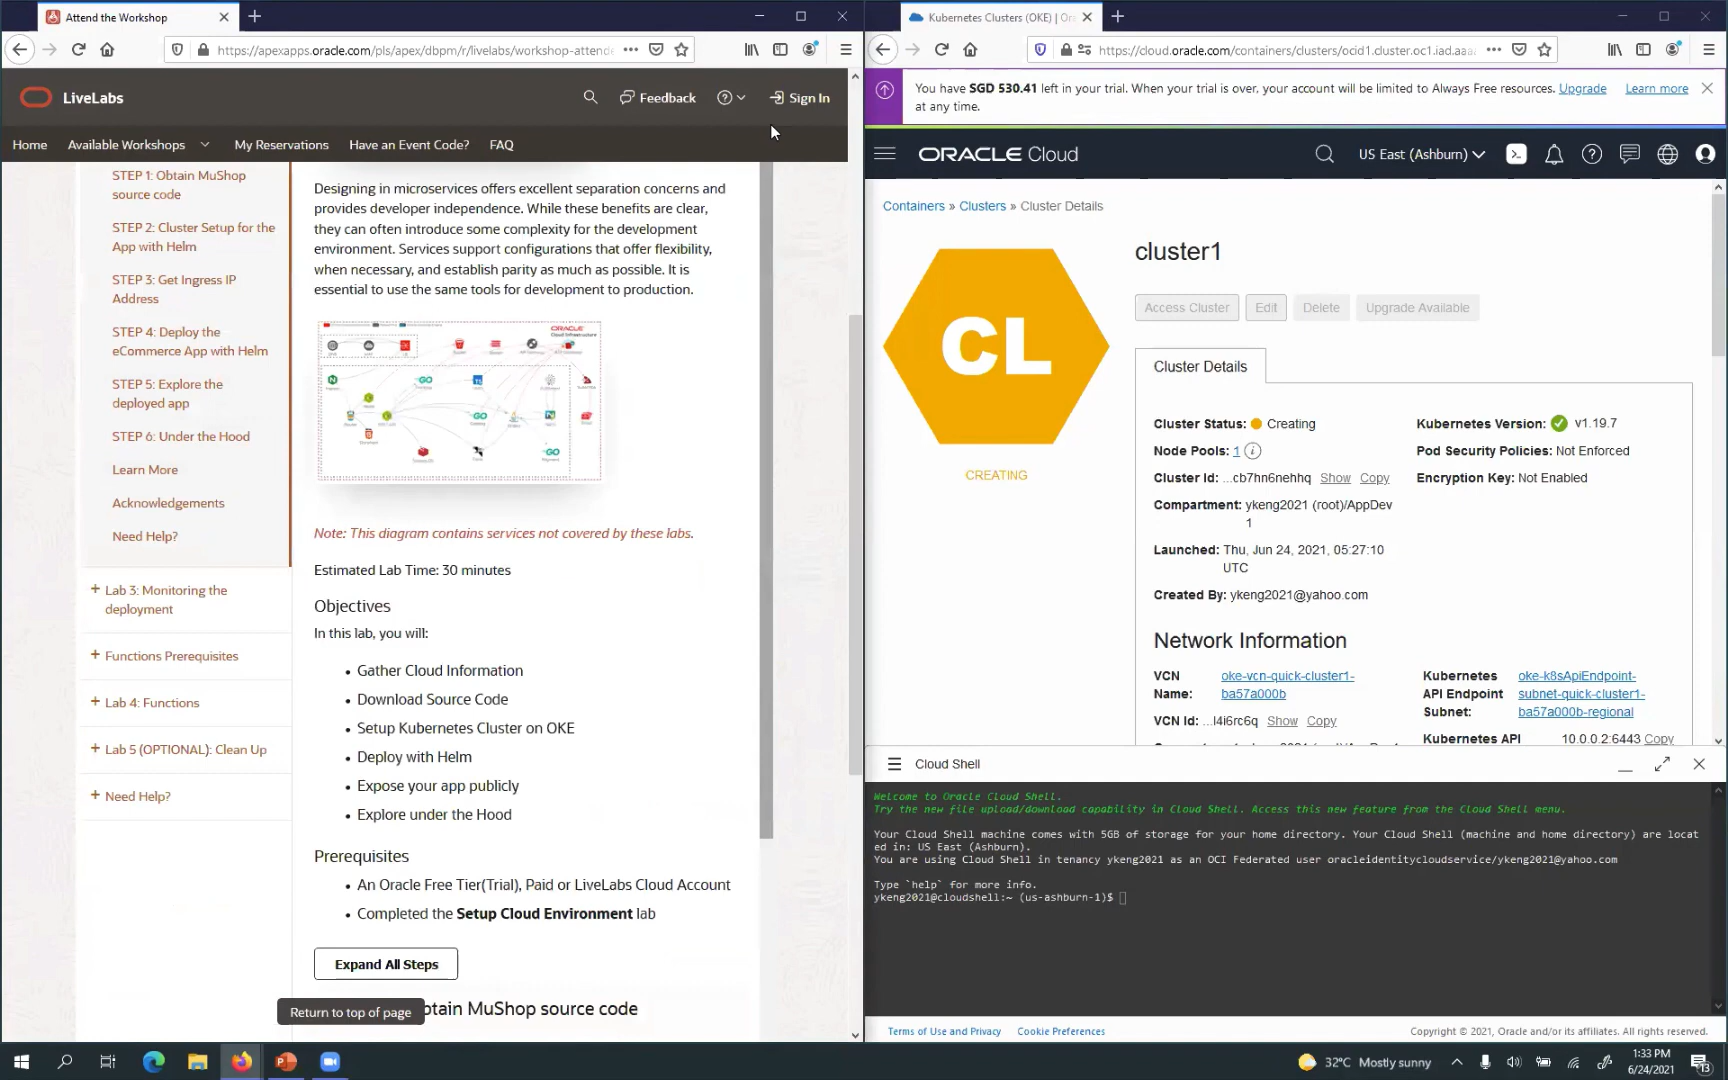 Attend the Workshop
https://apexapps.oracle.com/pls/apex/dbpm/r/livelabs/workshop-attend
LiveLabs
Feedback
Sign In
Home
Available Workshops
My Reservations
Have an Event Code?
FAQ
STEP 1: Obtain MuShop
source code
STEP 2: Cluster Setup for the
App with Helm
STEP 3: Get Ingress IP
Address
STEP 4: Deploy the
eCommerce App with Helm
STEP 5: Explore the
deployed app
STEP 6: Under the Hood
Learn More
Acknowledgements
Need Help?
+ Lab 3: Monitoring the
deployment
+ Functions Prerequisites
+ Lab 4: Functions
+ Lab 5 (OPTIONAL): Clean Up
+ Need Help?
Designing in microservices offers excellent separation concerns and
provides developer independence. While these benefits are clear,
they can often introduce some complexity for the development
environment. Services support configurations that offer flexibility,
when necessary, and establish parity as much as possible. It is
essential to use the same tools for development to production.
ORACLE
Cloud Infrastructure
Note: This diagram contains services not covered by these labs.
Estimated Lab Time: 30 minutes
Objectives
In this lab, you will:
• Gather Cloud Information
• Download Source Code
• Setup Kubernetes Cluster on OKE
• Deploy with Helm
• Expose your app publicly
• Explore under the Hood
Prerequisites
• An Oracle Free Tier(Trial), Paid or LiveLabs Cloud Account
• Completed the Setup Cloud Environment lab
Expand All Steps
Return to top of page
btain MuShop source code
Kubernetes Clusters (OKE) | Ora
https://cloud.oracle.com/containers/clusters/ocid1.cluster.oc1.iad.aaa
You have SGD 530.41 left in your trial. When your trial is over, your account will be limited to Always Free resources. Upgrade Learn more
at any time.
ORACLE Cloud
US East (Ashburn)
Containers » Clusters » Cluster Details
CL
CREATING
cluster1
Access Cluster
Edit
Delete
Upgrade Available
Cluster Details
Cluster Status: Creating
Node Pools: 1
Cluster Id: ...cb7hn6nehhq Show Copy
Compartment: ykeng2021 (root)/AppDev
1
Launched: Thu, Jun 24, 2021, 05:27:10
UTC
Created By: ykeng2021@yahoo.com
Kubernetes Version: v1.19.7
Pod Security Policies: Not Enforced
Encryption Key: Not Enabled
Network Information
VCN
Name:
oke-vcn-quick-cluster1-
ba57a000b
VCN Id: ...l4i6rc6q Show Copy
Kubernetes
API Endpoint
Subnet:
oke-k8sApiEndpoint-
subnet-quick-cluster1-
ba57a000b-regional
Kubernetes API 10.0.0.2:6443 Copy
Cloud Shell
Welcome to Oracle Cloud Shell.
Try the new file upload/download capability in Cloud Shell. Access this new feature from the Cloud Shell menu.
Your Cloud Shell machine comes with 5GB of storage for your home directory. Your Cloud Shell (machine and home directory) are locat
ed in: US East (Ashburn).
You are using Cloud Shell in tenancy ykeng2021 as an OCI Federated user oracleidentitycloudservice/ykeng2021@yahoo.com
Type `help` for more info.
ykeng2021@cloudshell:~ (us-ashburn-1)$
Terms of Use and Privacy
Cookie Preferences
Copyright © 2021, Oracle and/or its affiliates. All rights reserved.
32°C Mostly sunny
1:33 PM
6/24/2021
13